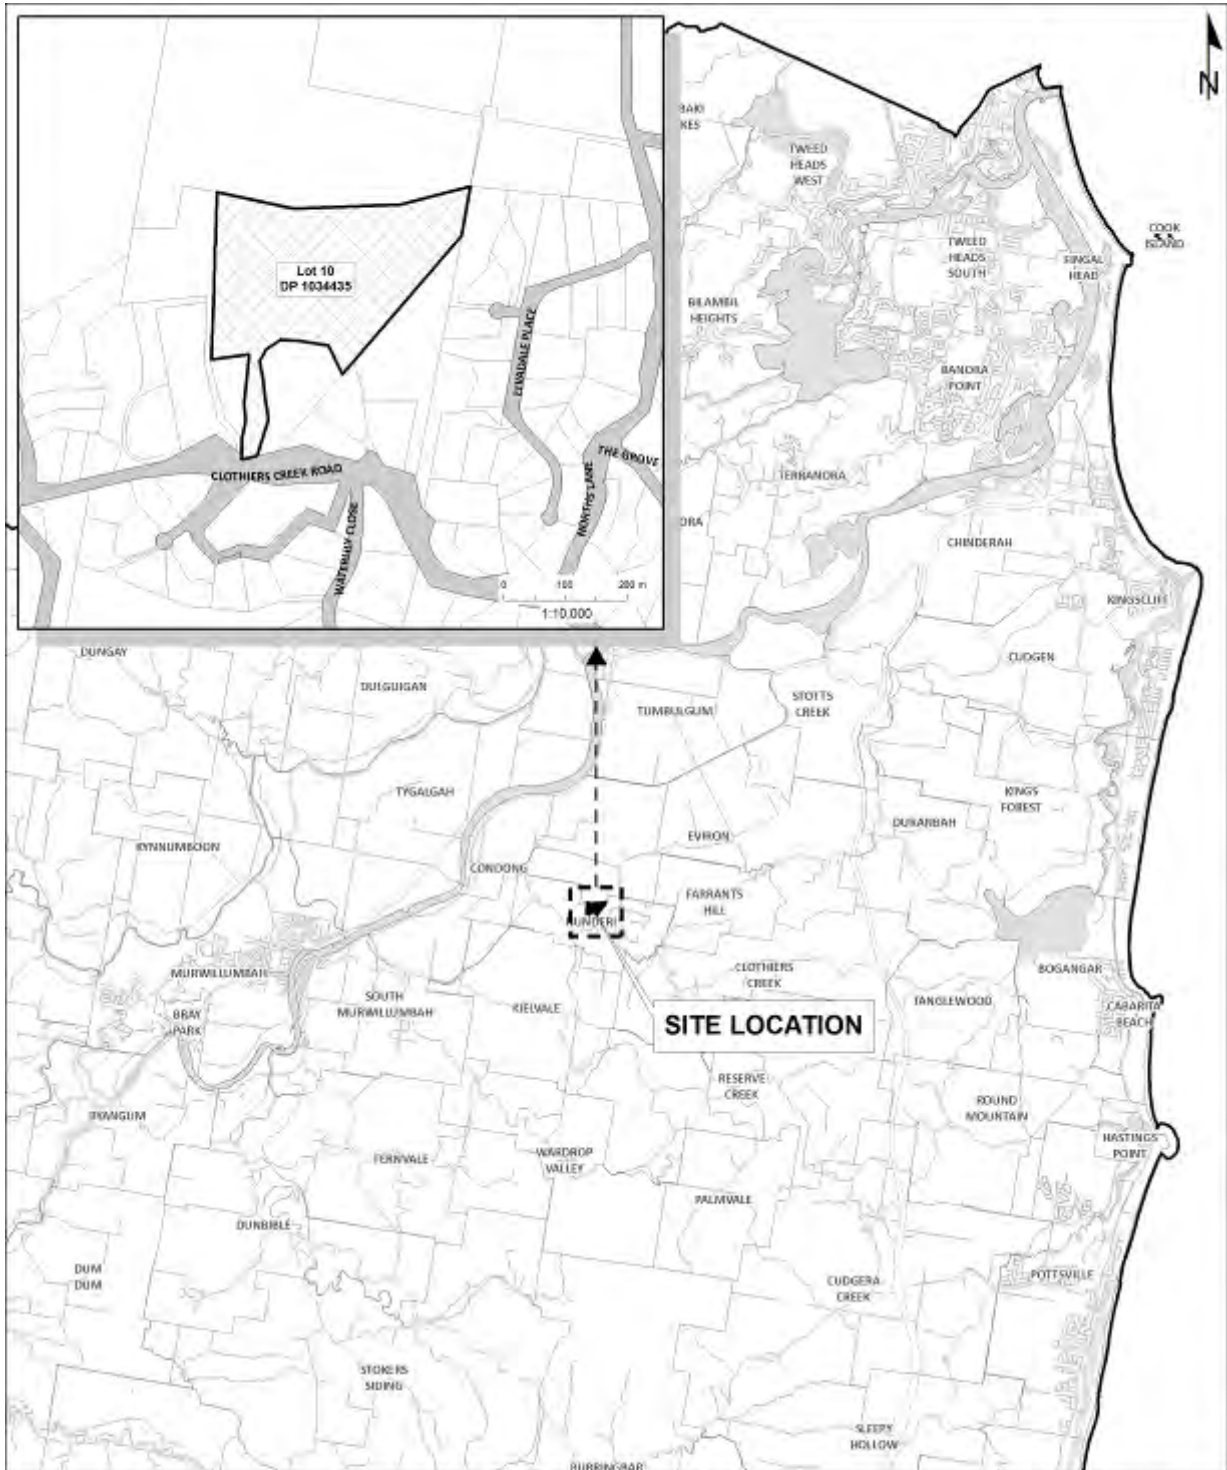 N
Lot 10
DP 1034435
ELVADALE PLACE
CLOTHIERS CREEK ROAD
THE GROVE
NORTHS LANE
WATERLILY CLOSE
0 100 200 m
1:10,000
TWEED
HEADS
WEST
COOK
ISLAND
TWEED
HEADS
SOUTH
FINGAL
HEAD
BILAMBIL
HEIGHTS
BANORA
POINT
TERRANORA
CHINDERAH
KINGSCLIFF
DUNGAY
CUDGEN
DULGUIGAN
TUMBULGUM
STOTTS
CREEK
TYGALGAH
KINGS
FOREST
DURANBAH
KYNNUMBOON
EVIRON
CONDONG
FARRANTS
HILL
NUNDERI
MURWILLUMBAH
SOUTH
MURWILLUMBAH
BRAY
PARK
KIELVALE
CLOTHIERS
CREEK
TANGLEWOOD
BOGANGAR
CABARITA
BEACH
SITE LOCATION
RESERVE
CREEK
ROUND
MOUNTAIN
BYANGUM
HASTINGS
POINT
FERNVALE
WARDROP
VALLEY
PALMVALE
DUNBIBLE
DUM
DUM
CUDGERA
CREEK
POTTSVILLE
STOKERS
SIDING
SLEEPY
HOLLOW
BURRINGBAR